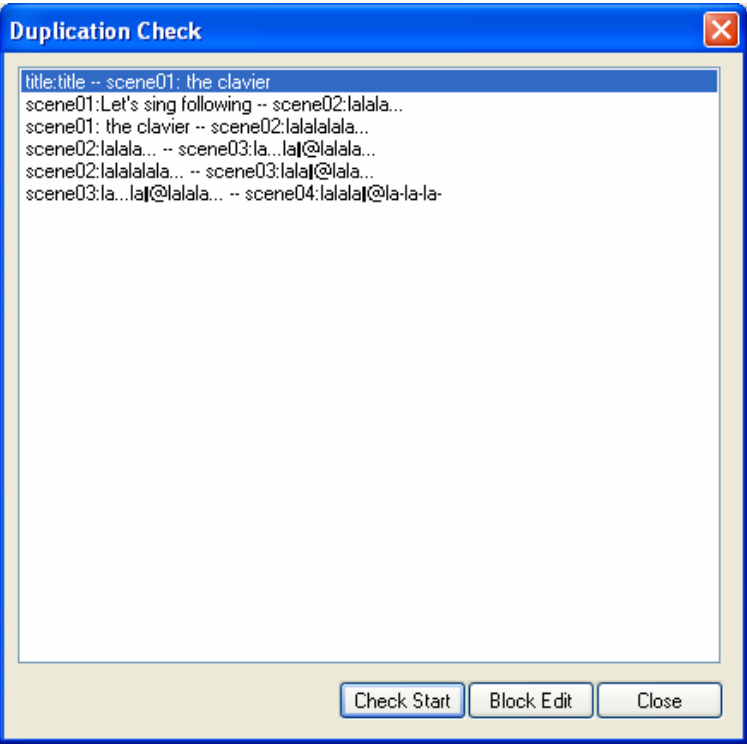 Duplication Check
title:title -- scene01: the clavier
scene01:Let's sing following -- scene02:lalala...
scene01: the clavier -- scene02:lalalalala...
scene02:lalala... -- scene03:la...la|@lalala...
scene02:lalalalala... -- scene03:lala|@lala...
scene03:la...la|@lalala... -- scene04:lalala|@la-la-la-
Check Start Block Edit Close